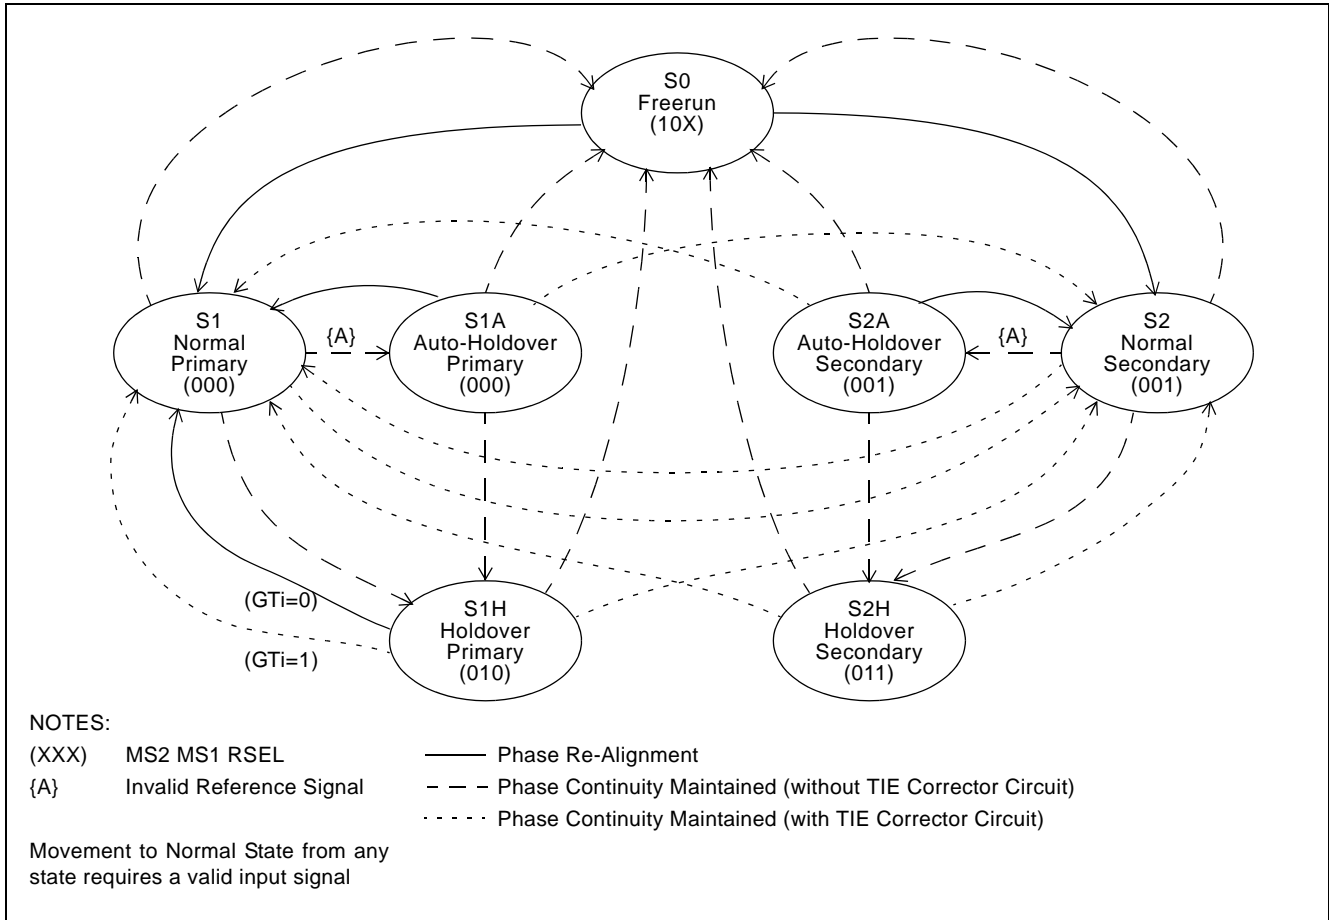 S0
Freerun
(10X)
S1
Normal
Primary
(000)
{A}
S1A
Auto-Holdover
Primary
(000)
S2A
Auto-Holdover
Secondary
(001)
{A}
S2
Normal
Secondary
(001)
(GTi=0)
(GTi=1)
S1H
Holdover
Primary
(010)
S2H
Holdover
Secondary
(011)
NOTES:
(XXX) MS2 MS1 RSEL
{A} Invalid Reference Signal
Phase Re-Alignment
Phase Continuity Maintained (without TIE Corrector Circuit)
Phase Continuity Maintained (with TIE Corrector Circuit)
Movement to Normal State from any
state requires a valid input signal